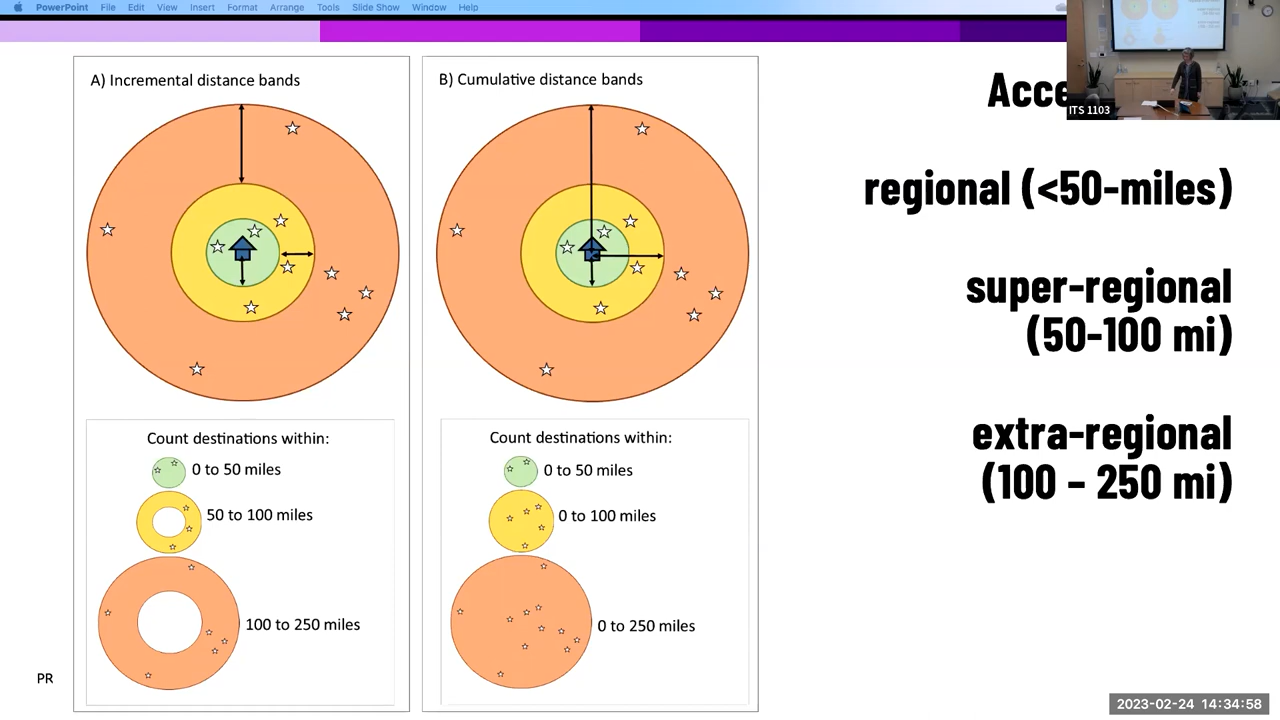 PowerPoint File Edit View Insert Format Arrange Tools Slide Show Window Help
A) Incremental distance bands
Count destinations within:
0 to 50 miles
50 to 100 miles
100 to 250 miles
B) Cumulative distance bands
Count destinations within:
0 to 50 miles
0 to 100 miles
0 to 250 miles
Acce
regional (<50-miles)
super-regional
(50-100 mi)
extra-regional
(100 – 250 mi)
ITS 1103
PR
2023-02-24 14:34:58